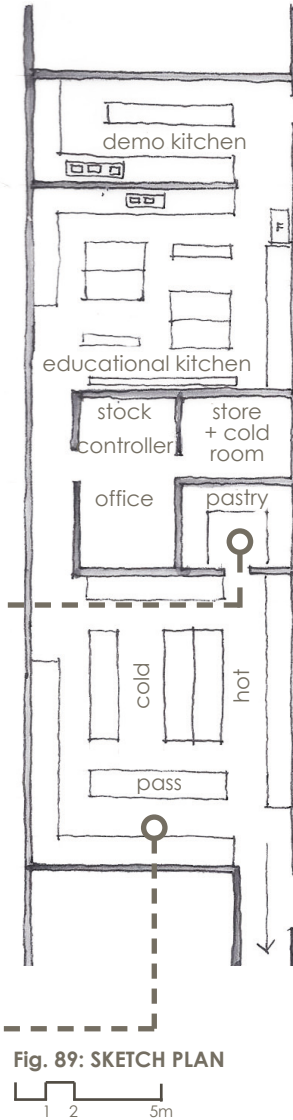 demo kitchen
F
educational kitchen
stock
controller
store
+ cold
room
office
pastry
cold
hot
pass
Fig. 89: SKETCH PLAN
1 2 5m